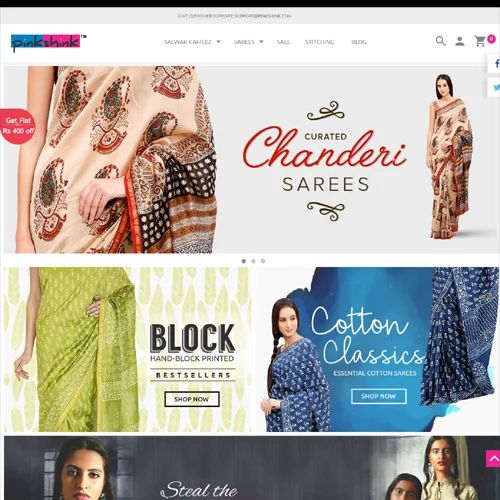 24X7 CUSTOMER SUPPORT:SUPPORT@PINKSHINK.COM
pinkshink™
SALWAR KAMEEZ
SAREES
SALE
STITCHING
BLOG
0
Get Flat
Rs 400 off
CURATED
Chanderi
SAREES
BLOCK
HAND-BLOCK PRINTED
BESTSELLERS
SHOP NOW
Cotton
Classics
ESSENTIAL COTTON SAREES
SHOP NOW
Steal the